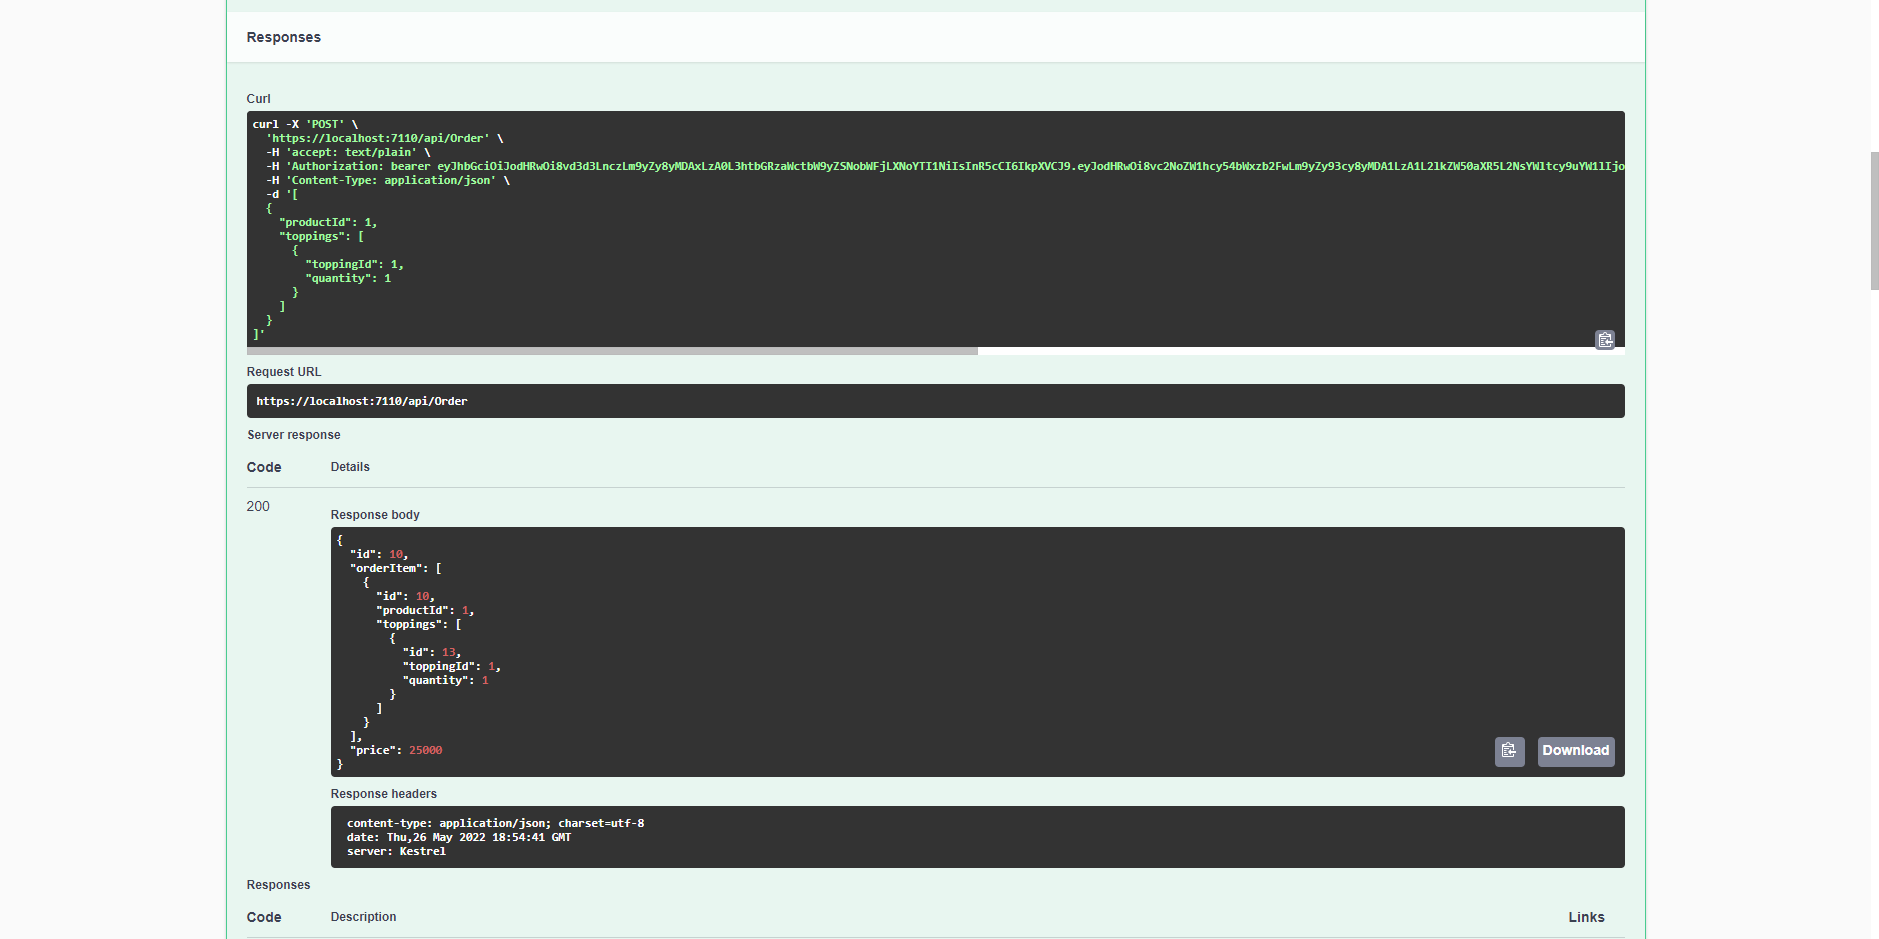 Responses
Curl
curl -X 'POST' \
  'https://localhost:7110/api/Order' \
  -H 'accept: text/plain' \
  -H 'Authorization: bearer eyJhbGciOiJodHRwOi8vd3d3LnczLm9yZy8yMDAxLzA0L3htbGRzaWctbW9yZSNobWFjLXNoYTI1NiIsInR5cCI6IkpXVCJ9.eyJodHRwOi8vc2NoZW1hcy54bWxzb2FwLm9yZy93cy8yMDA1LzA1L2lkZW50aXR5L2NsYWltcy9uYW1lIjo
  -H 'Content-Type: application/json' \
  -d '[
  {
    "productId": 1,
    "toppings": [
      {
        "toppingId": 1,
        "quantity": 1
      }
    ]
  }
]'
Request URL
https://localhost:7110/api/Order
Server response
Code Details
200
Response body
{
  "id": 10,
  "orderItem": [
    {
      "id": 10,
      "productId": 1,
      "toppings": [
        {
          "id": 13,
          "toppingId": 1,
          "quantity": 1
        }
      ]
    }
  ],
  "price": 25000
}
Download
Response headers
content-type: application/json; charset=utf-8
date: Thu,26 May 2022 18:54:41 GMT
server: Kestrel
Responses
Code Description Links